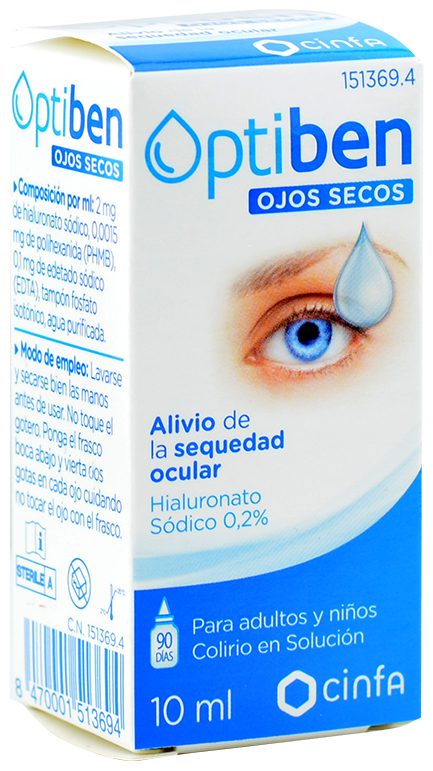 sequedad ocular
cinfa
151369.4
Optiben
OJOS SECOS
Alivio de
la sequedad
ocular
Hialuronato
Sódico 0,2%
90
DÍAS
Para adultos y niños
Colirio en Solución
10 ml
cinfa
Optiben
OJOS SECOS
▸Composición por ml: 2 mg
de hialuronato sódico, 0,0015
mg de polihexanida (PHMB),
0,1 mg de edetado sódico
(EDTA), tampón fosfato
isotónico, agua purificada.
▸Modo de empleo: Lavarse
y secarse bien las manos
antes de usar. No toque el
gotero. Ponga el frasco
boca abajo y vierta dos
gotas en cada ojo cuidando
no tocar el ojo con el frasco.
STERILE A
C.N. 151369.4
8 470001 513694